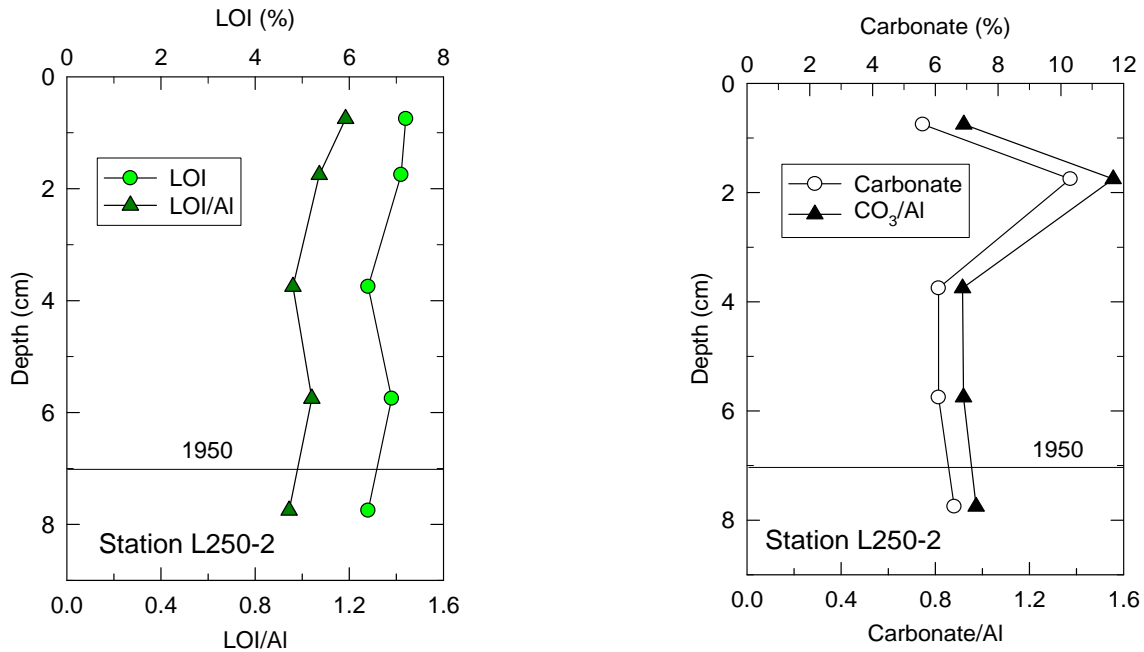 LOI (%)
0 2 4 6 8
0
2
4
6
8
Depth (cm)
LOI
LOI/Al
1950
Station L250-2
0.0 0.4 0.8 1.2 1.6
LOI/Al
Carbonate (%)
0 2 4 6 8 10 12
0
2
4
6
8
Depth (cm)
Carbonate
CO3/Al
1950
Station L250-2
0.0 0.4 0.8 1.2 1.6
Carbonate/Al